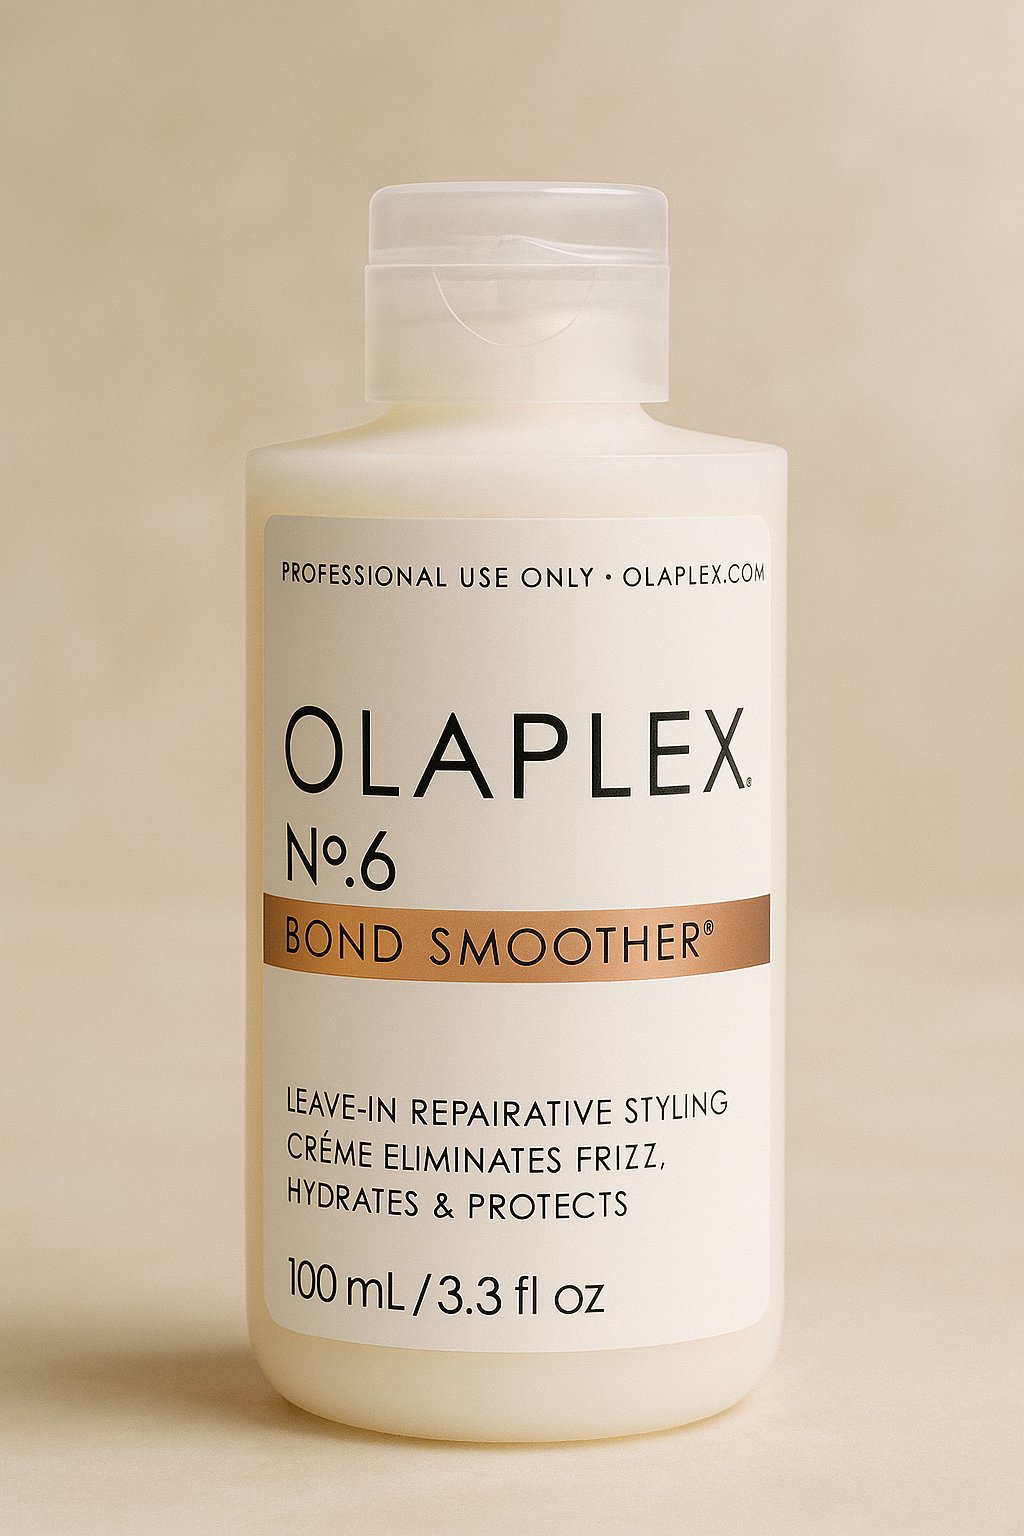 PROFESSIONAL USE ONLY • OLAPLEX.COM
OLAPLEX®
Nº.6
BOND SMOOTHER®
LEAVE-IN REPAIRATIVE STYLING
CRÉME ELIMINATES FRIZZ,
HYDRATES & PROTECTS
100 mL / 3.3 fl oz